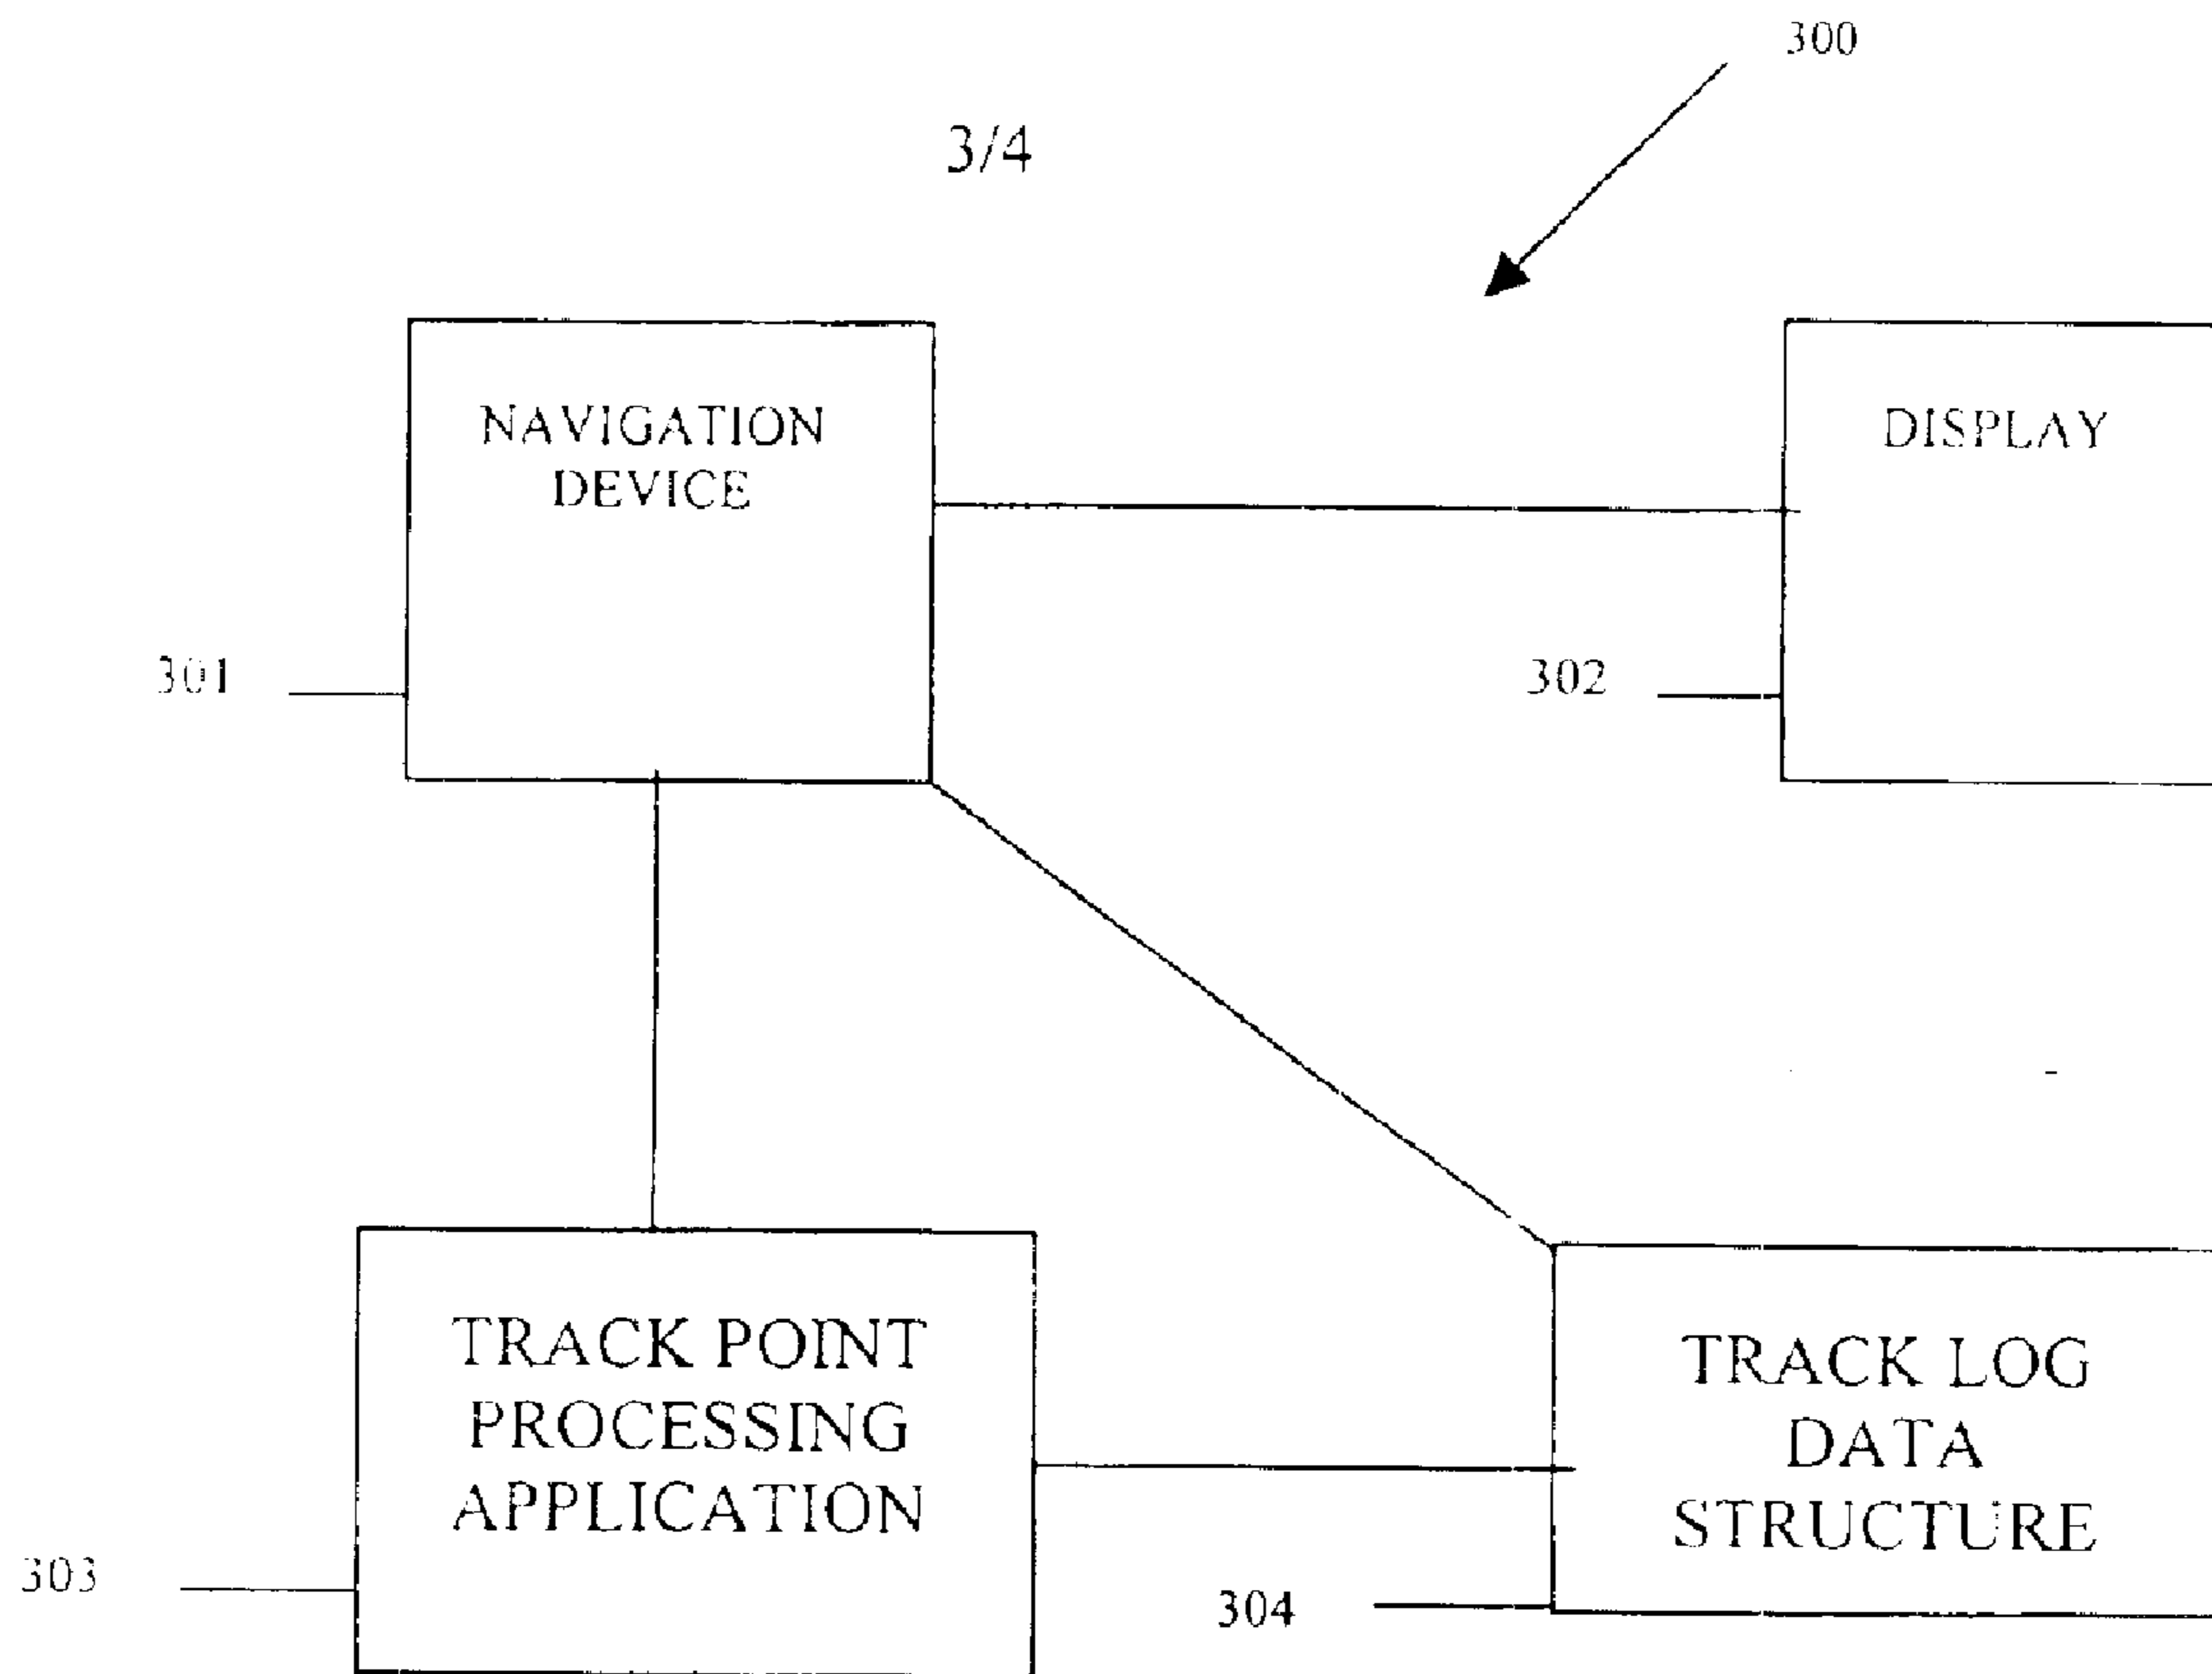 300
3/4
NAVIGATION
DEVICE
DISPLAY
301
302
TRACK POINT
PROCESSING
APPLICATION
TRACK LOG
DATA
STRUCTURE
303
304